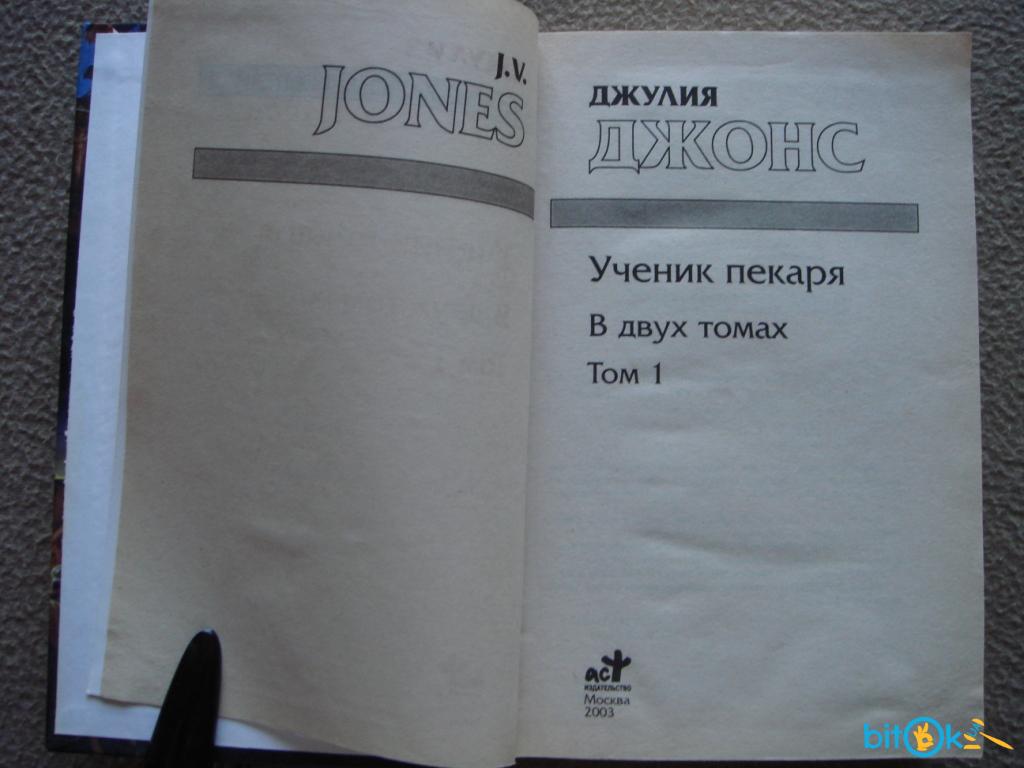 J.V.
JONES
ДЖУЛИЯ
ДЖОНС
Ученик пекаря
В двух томах
Том 1
аст
ИЗДАТЕЛЬСТВО
Москва
2003
bitOk